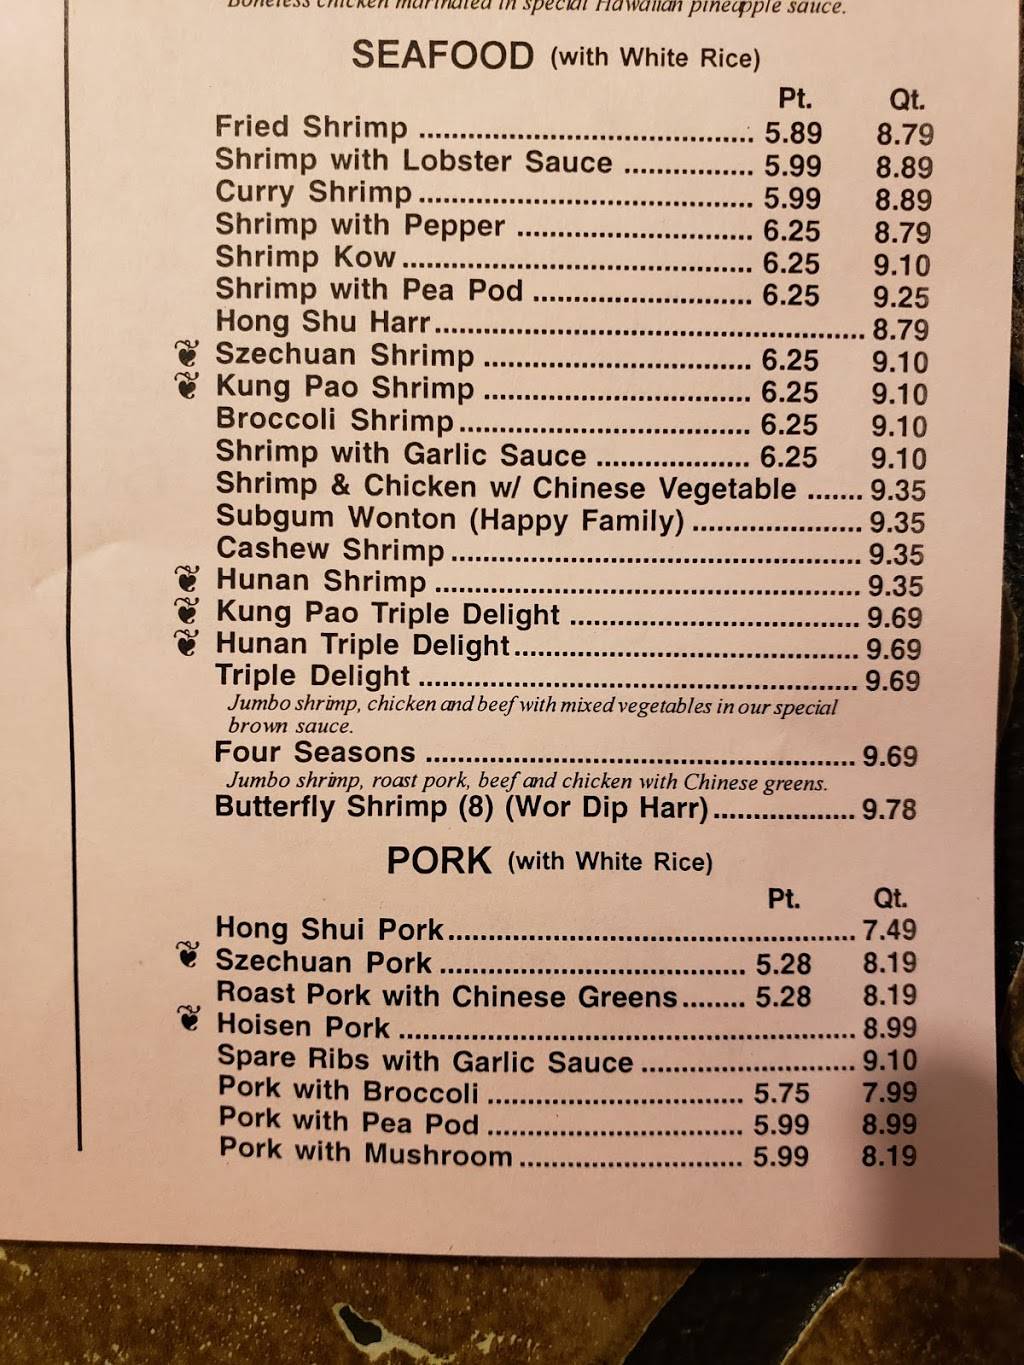 Boneless chicken marinated in special Hawaiian pineapple sauce.
SEAFOOD (with White Rice)
Pt. Qt.
Fried Shrimp ........................................ 5.89 8.79
Shrimp with Lobster Sauce ................ 5.99 8.89
Curry Shrimp ........................................ 5.99 8.89
Shrimp with Pepper ............................ 6.25 8.79
Shrimp Kow .......................................... 6.25 9.10
Shrimp with Pea Pod .......................... 6.25 9.25
Hong Shu Harr .................................................... 8.79
Szechuan Shrimp ................................ 6.25 9.10
Kung Pao Shrimp ................................ 6.25 9.10
Broccoli Shrimp ................................... 6.25 9.10
Shrimp with Garlic Sauce ................... 6.25 9.10
Shrimp & Chicken w/ Chinese Vegetable ....... 9.35
Subgum Wonton (Happy Family) ..................... 9.35
Cashew Shrimp .................................................. 9.35
Hunan Shrimp .................................................... 9.35
Kung Pao Triple Delight ................................... 9.69
Hunan Triple Delight .......................................... 9.69
Triple Delight ..................................................... 9.69
Jumbo shrimp, chicken and beef with mixed vegetables in our special
brown sauce.
Four Seasons .................................................... 9.69
Jumbo shrimp, roast pork, beef and chicken with Chinese greens.
Butterfly Shrimp (8) (Wor Dip Harr) ................. 9.78
PORK (with White Rice)
Pt. Qt.
Hong Shui Pork ................................................. 7.49
Szechuan Pork ..................................... 5.28 8.19
Roast Pork with Chinese Greens ........ 5.28 8.19
Hoisen Pork ....................................................... 8.99
Spare Ribs with Garlic Sauce .......................... 9.10
Pork with Broccoli ............................... 5.75 7.99
Pork with Pea Pod ............................... 5.99 8.99
Pork with Mushroom ........................... 5.99 8.19